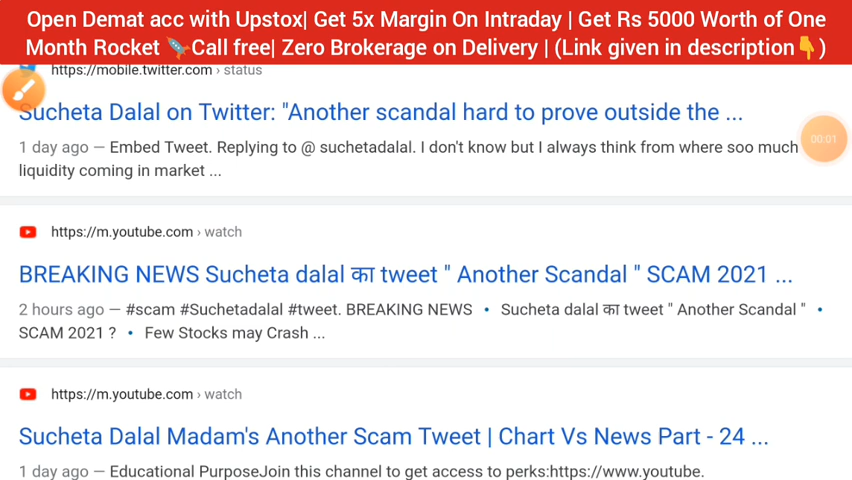 Open Demat acc with Upstox| Get 5x Margin On Intraday | Get Rs 5000 Worth of One
Month Rocket 🚀Call free| Zero Brokerage on Delivery | (Link given in description👇)
https://mobile.twitter.com › status
Sucheta Dalal on Twitter: "Another scandal hard to prove outside the ...
00:01
1 day ago — Embed Tweet. Replying to @ suchetadalal. I don't know but I always think from where soo much
liquidity coming in market ...
https://m.youtube.com › watch
BREAKING NEWS Sucheta dalal का tweet " Another Scandal " SCAM 2021 ...
2 hours ago — #scam #Suchetadalal #tweet. BREAKING NEWS • Sucheta dalal का tweet " Another Scandal " •
SCAM 2021 ? • Few Stocks may Crash ...
https://m.youtube.com › watch
Sucheta Dalal Madam's Another Scam Tweet | Chart Vs News Part - 24 ...
1 day ago — Educational PurposeJoin this channel to get access to perks:https://www.youtube.